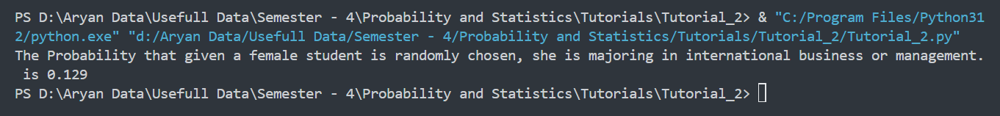 PS D:\Aryan Data\Usefull Data\Semester - 4\Probability and Statistics\Tutorials\Tutorial_2> & "C:/Program Files/Python31
2/python.exe" "d:/Aryan Data/Usefull Data/Semester - 4/Probability and Statistics/Tutorials/Tutorial_2/Tutorial_2.py"
The Probability that given a female student is randomly chosen, she is majoring in international business or management.
 is 0.129
PS D:\Aryan Data\Usefull Data\Semester - 4\Probability and Statistics\Tutorials\Tutorial_2>